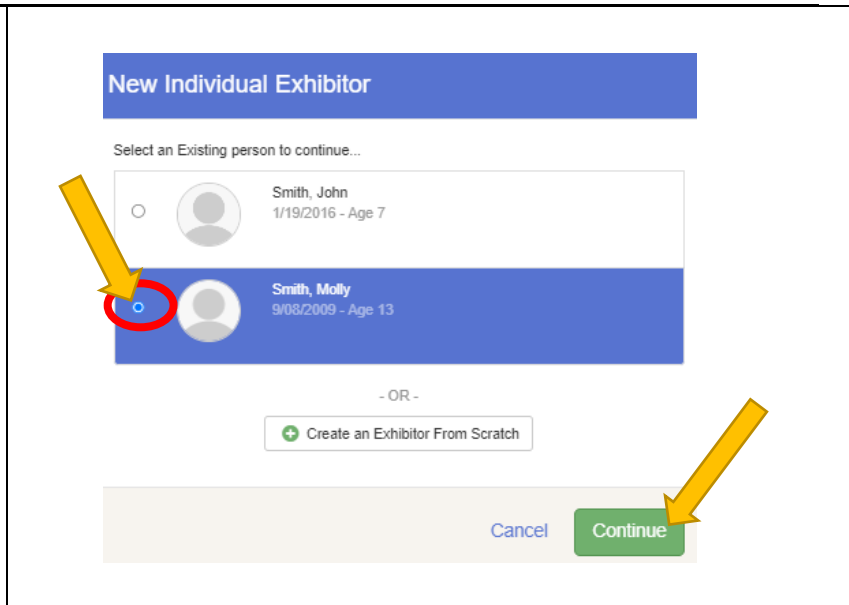 New Individual Exhibitor
Select an Existing person to continue...
Smith, John
1/19/2016 - Age 7
Smith, Molly
9/08/2009 - Age 13
- OR -
Create an Exhibitor From Scratch
Cancel
Continue